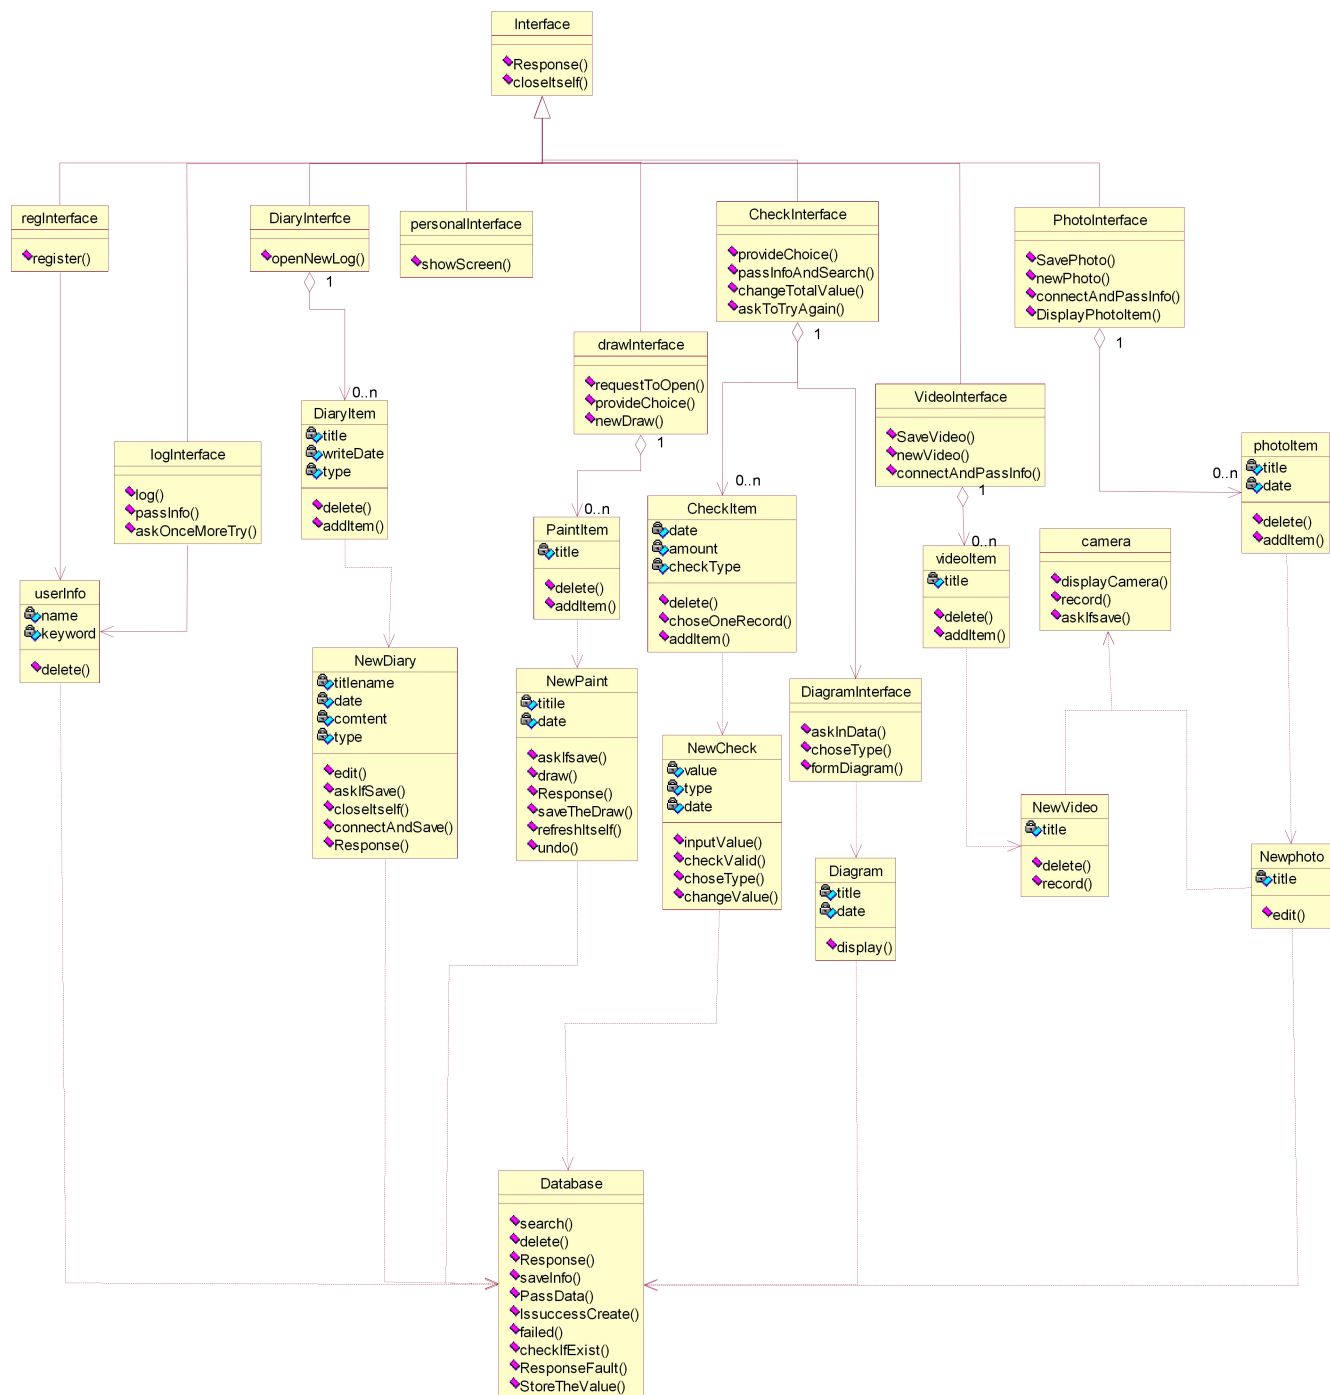 Interface
Response()
closeItself()
regInterface
register()
DiaryInterfce
openNewLog()
1
personalInterface
showScreen()
CheckInterface
provideChoice()
passInfoAndSearch()
changeTotalValue()
askToTryAgain()
1
PhotoInterface
SavePhoto()
newPhoto()
connectAndPassInfo()
DisplayPhotoItem()
1
drawInterface
requestToOpen()
provideChoice()
newDraw()
1
VideoInterface
SaveVideo()
newVideo()
connectAndPassInfo()
1
0..n
DiaryItem
title
writeDate
type
delete()
addItem()
logInterface
log()
passInfo()
askOnceMoreTry()
0..n
PaintItem
title
delete()
addItem()
0..n
CheckItem
date
amount
checkType
delete()
choseOneRecord()
addItem()
0..n
videoItem
title
delete()
addItem()
camera
displayCamera()
record()
askIfsave()
0..n
photoItem
title
date
delete()
addItem()
userInfo
name
keyword
delete()
NewDiary
titlename
date
comtent
type
edit()
askIfSave()
closeItself()
connectAndSave()
Response()
NewPaint
titile
date
askIfsave()
draw()
Response()
saveTheDraw()
refreshItself()
undo()
NewCheck
value
type
date
inputValue()
checkValid()
choseType()
changeValue()
DiagramInterface
askInData()
choseType()
formDiagram()
Diagram
title
date
display()
NewVideo
title
delete()
record()
Newphoto
title
edit()
Database
search()
delete()
Response()
saveInfo()
PassData()
IssuccessCreate()
failed()
checkIfExist()
ResponseFault()
StoreTheValue()